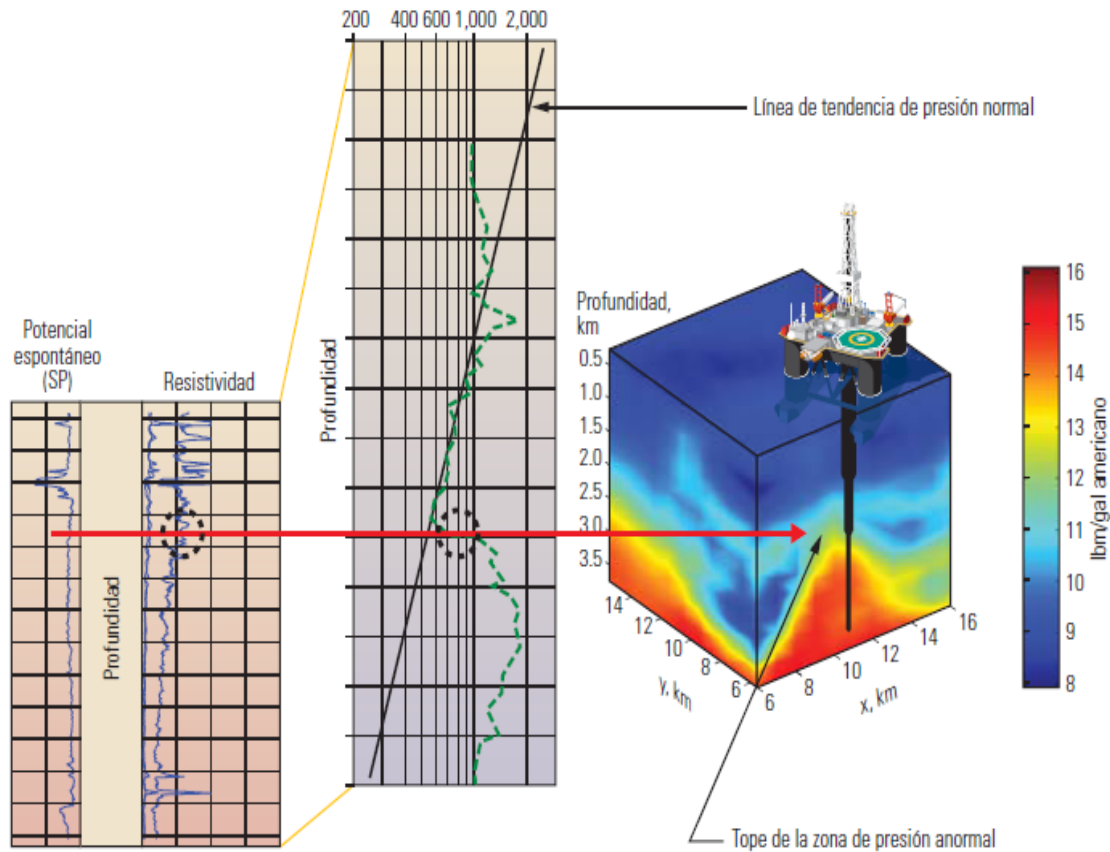 200 400 600 1,000 2,000
Línea de tendencia de presión normal
Profundidad
Potencial
espontáneo
(SP)
Resistividad
Profundidad
Profundidad,
km
0.5
1.0
1.5
2.0
2.5
3.0
3.5
14
12
10
8
6
y, km
6
8
10
12
14
16
x, km
16
15
14
13
12
11
10
9
8
lbm/gal americano
Tope de la zona de presión anormal